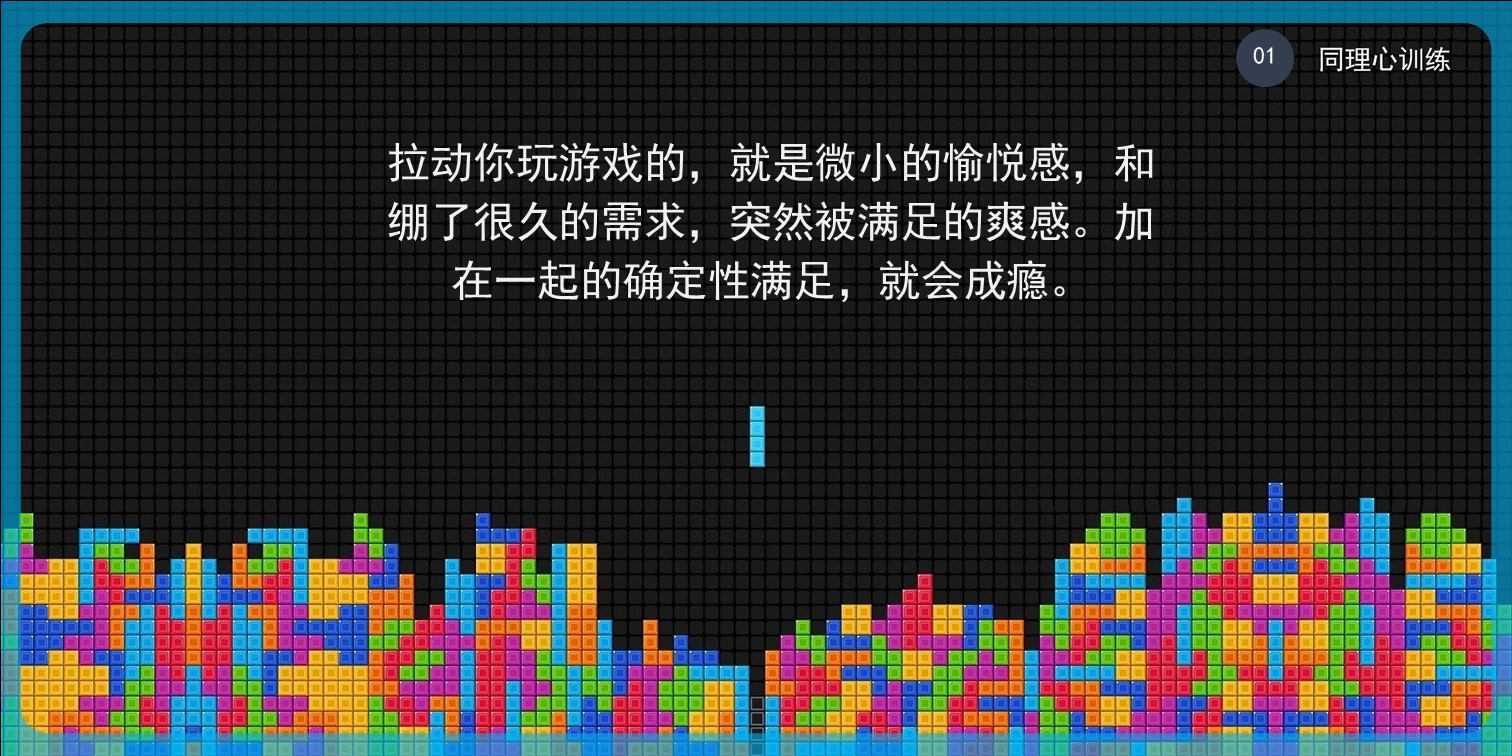 01 同理心训练
拉动你玩游戏的，就是微小的愉悦感，和
绷了很久的需求，突然被满足的爽感。加
在一起的确定性满足，就会成瘾。